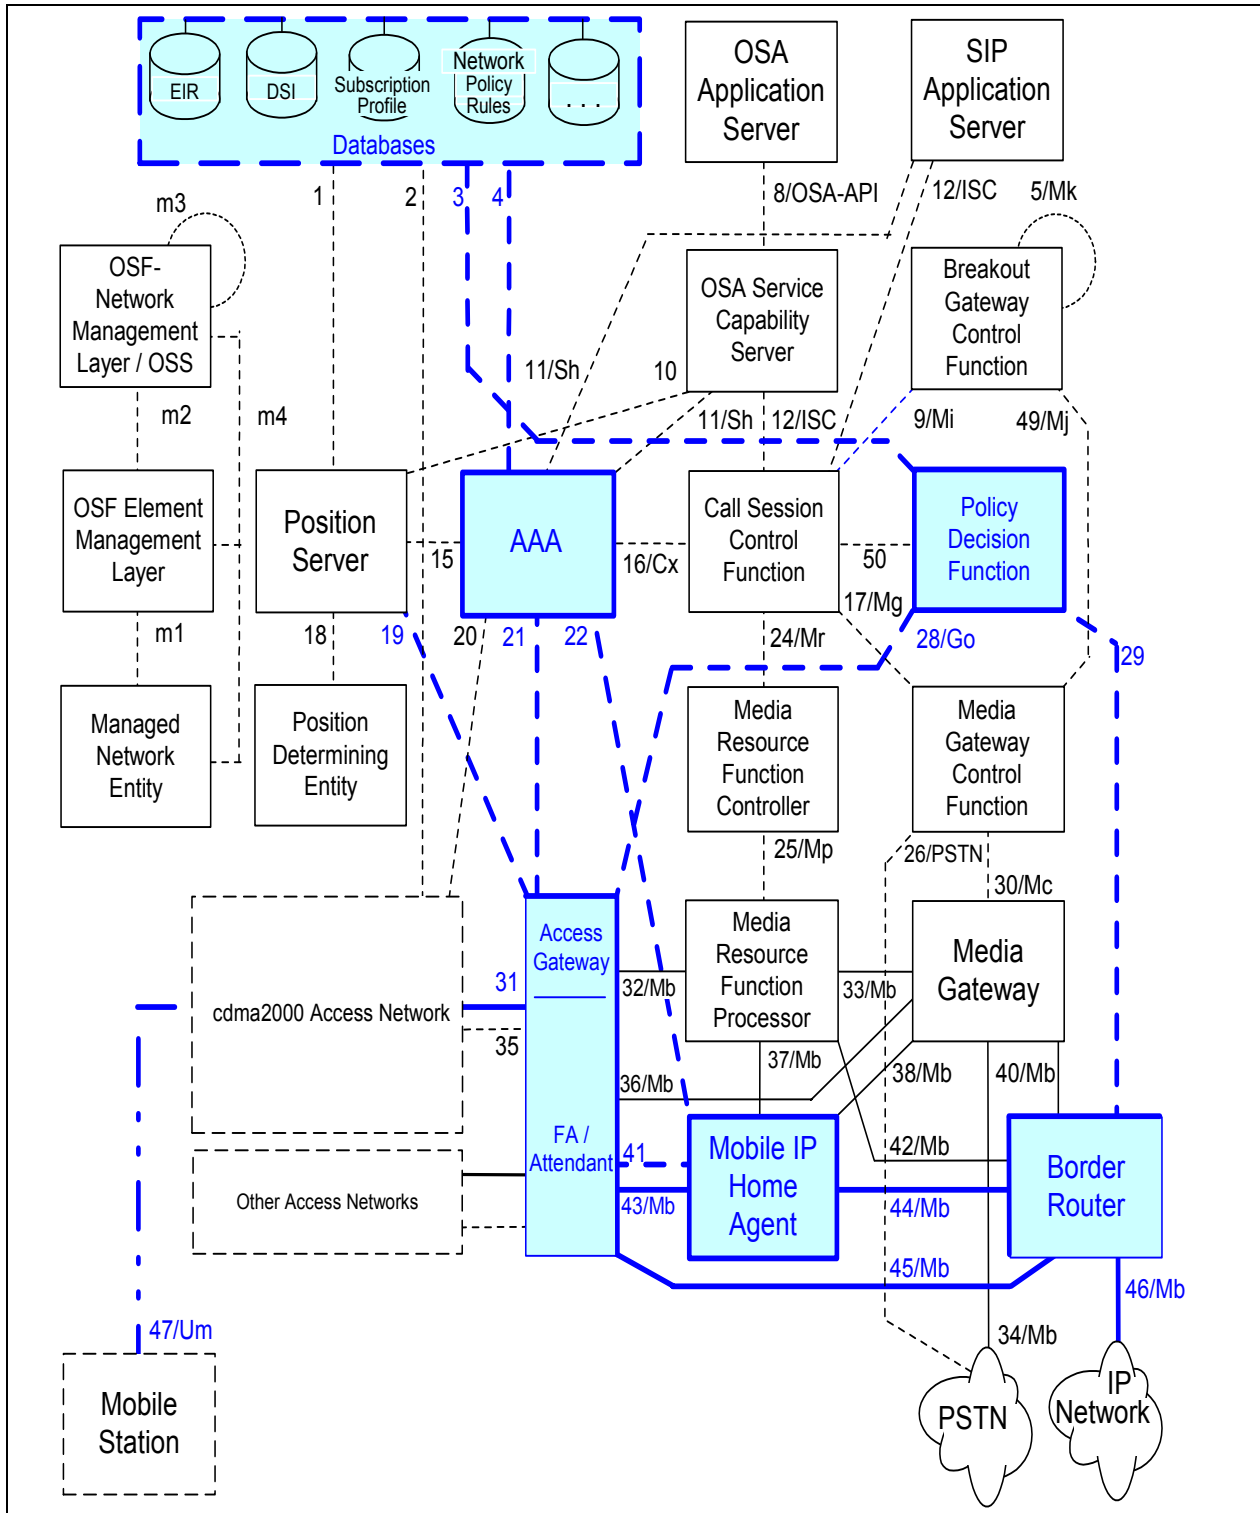 EIR
DSI
Subscription
Profile
Network
Policy
Rules
. . .
Databases
OSA
Application
Server
SIP
Application
Server
1
2
3
4
8/OSA-API
12/ISC
5/Mk
m3
OSF-
Network
Management
Layer / OSS
OSA Service
Capability
Server
Breakout
Gateway
Control
Function
m2
m4
11/Sh
10
11/Sh
12/ISC
9/Mi
49/Mj
OSF Element
Management
Layer
Position
Server
15
AAA
16/Cx
Call Session
Control
Function
50
Policy
Decision
Function
17/Mg
m1
18
19
20
21
22
24/Mr
28/Go
29
Managed
Network
Entity
Position
Determining
Entity
Media
Resource
Function
Controller
Media
Gateway
Control
Function
25/Mp
26/PSTN
30/Mc
cdma2000 Access Network
31
35
Access
Gateway
FA /
Attendant
32/Mb
Media
Resource
Function
Processor
33/Mb
Media
Gateway
36/Mb
37/Mb
38/Mb
40/Mb
Other Access Networks
41
43/Mb
Mobile IP
Home
Agent
42/Mb
44/Mb
Border
Router
45/Mb
46/Mb
47/Um
34/Mb
Mobile
Station
PSTN
IP
Network